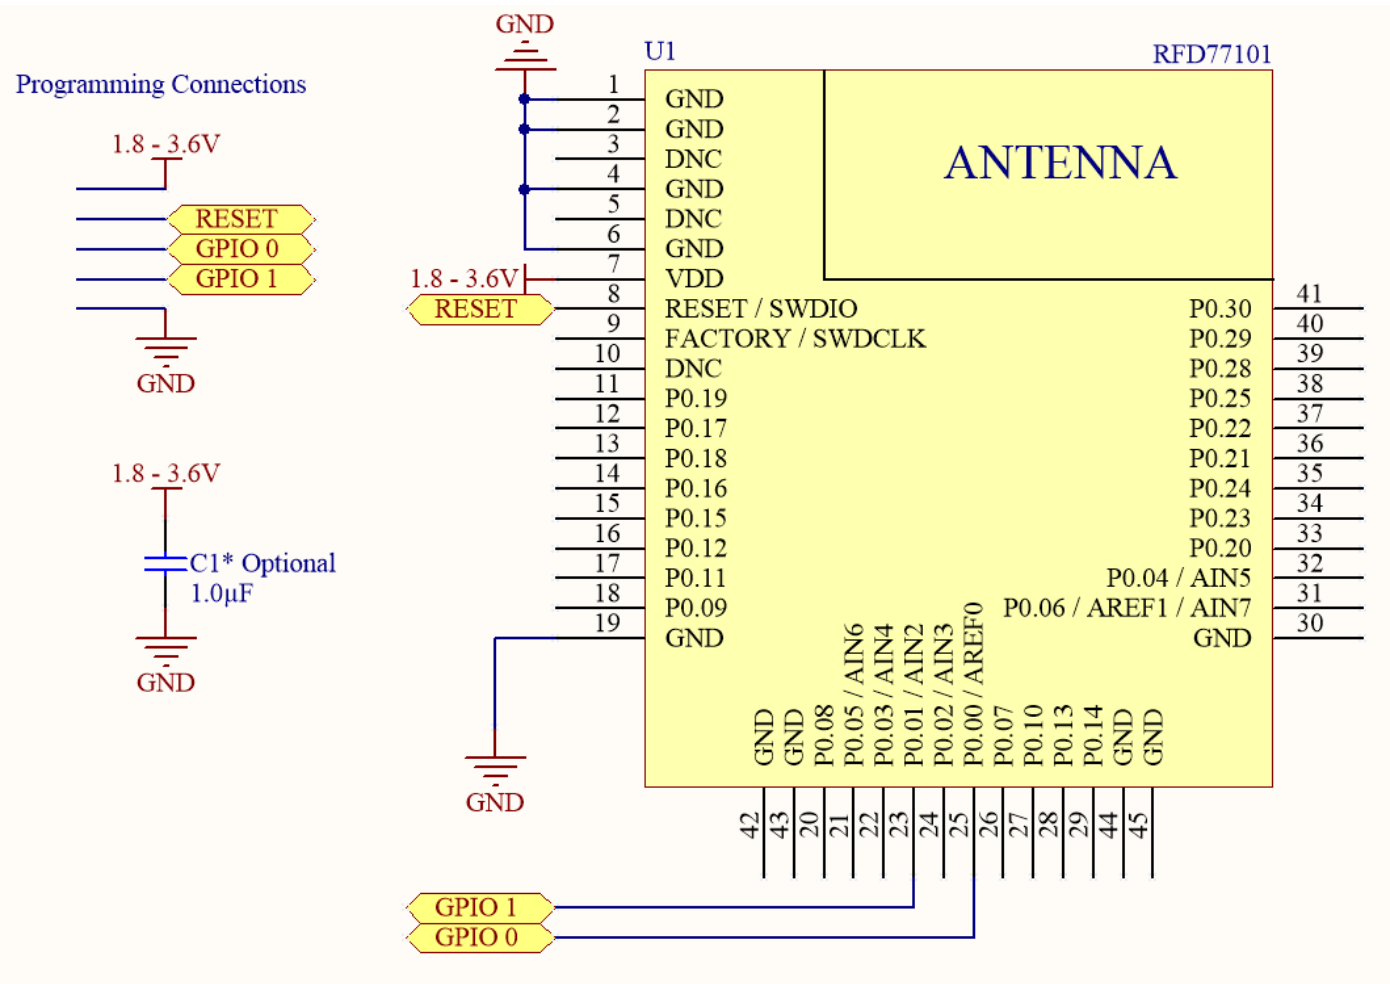 GND
U1
RFD77101
Programming Connections
1.8 - 3.6V
RESET
GPIO 0
GPIO 1
GND
1.8 - 3.6V
C1* Optional
1.0µF
GND
1.8 - 3.6V
RESET
ANTENNA
1 GND
2 GND
3 DNC
4 GND
5 DNC
6 GND
7 VDD
8 RESET / SWDIO
9 FACTORY / SWDCLK
10 DNC
11 P0.19
12 P0.17
13 P0.18
14 P0.16
15 P0.15
16 P0.12
17 P0.11
18 P0.09
19 GND
GND
P0.30 41
P0.29 40
P0.28 39
P0.25 38
P0.22 37
P0.21 36
P0.24 35
P0.23 34
P0.20 33
P0.04 / AIN5 32
P0.06 / AREF1 / AIN7 31
GND 30
42 GND
43 GND
20 P0.08
21 P0.05 / AIN6
22 P0.03 / AIN4
23 P0.01 / AIN2
24 P0.02 / AIN3
25 P0.00 / AREF0
26 P0.07
27 P0.10
28 P0.13
29 P0.14
44 GND
45 GND
GPIO 1
GPIO 0